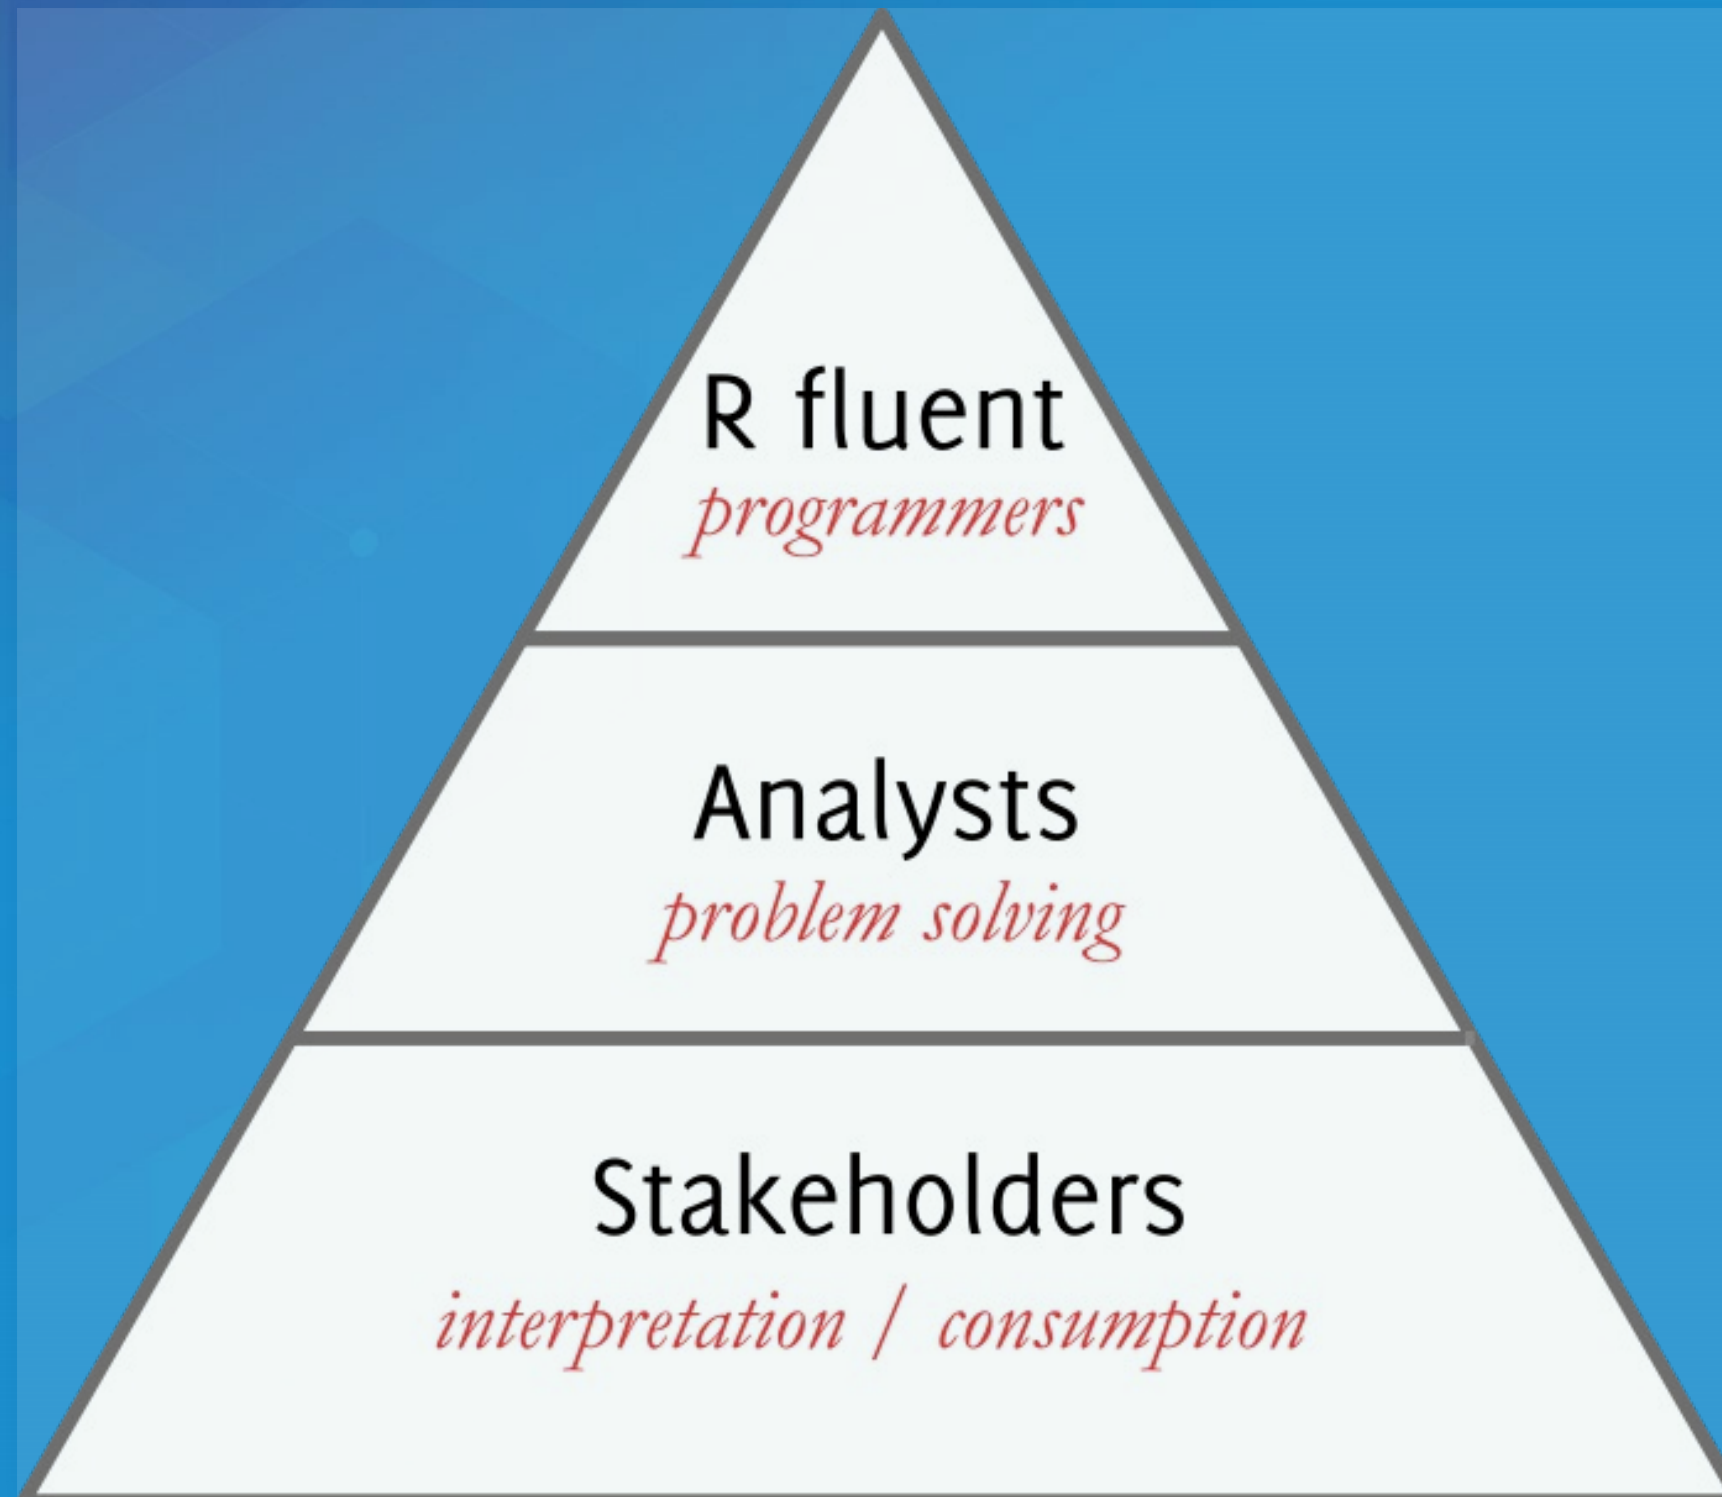 R fluent
programmers
Analysts
problem solving
Stakeholders
interpretation / consumption